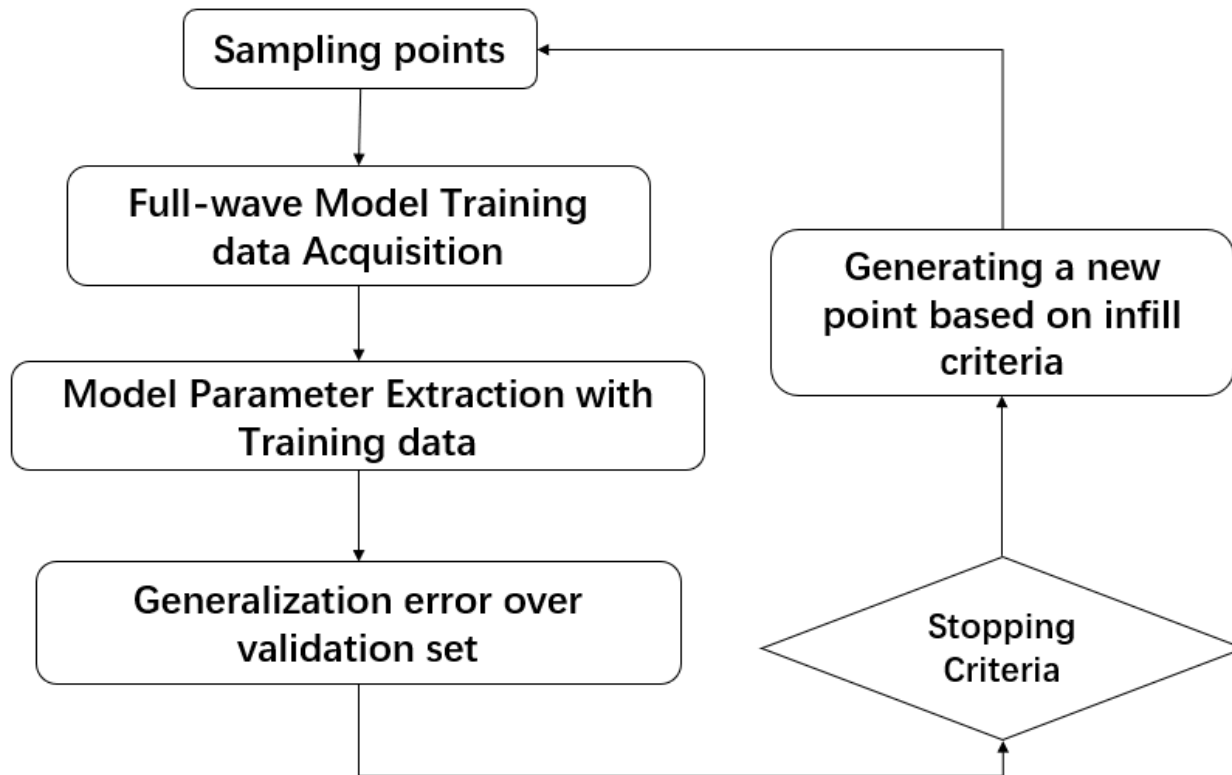 Sampling points
Full-wave Model Training
data Acquisition
Model Parameter Extraction with
Training data
Generalization error over
validation set
Generating a new
point based on infill
criteria
Stopping
Criteria